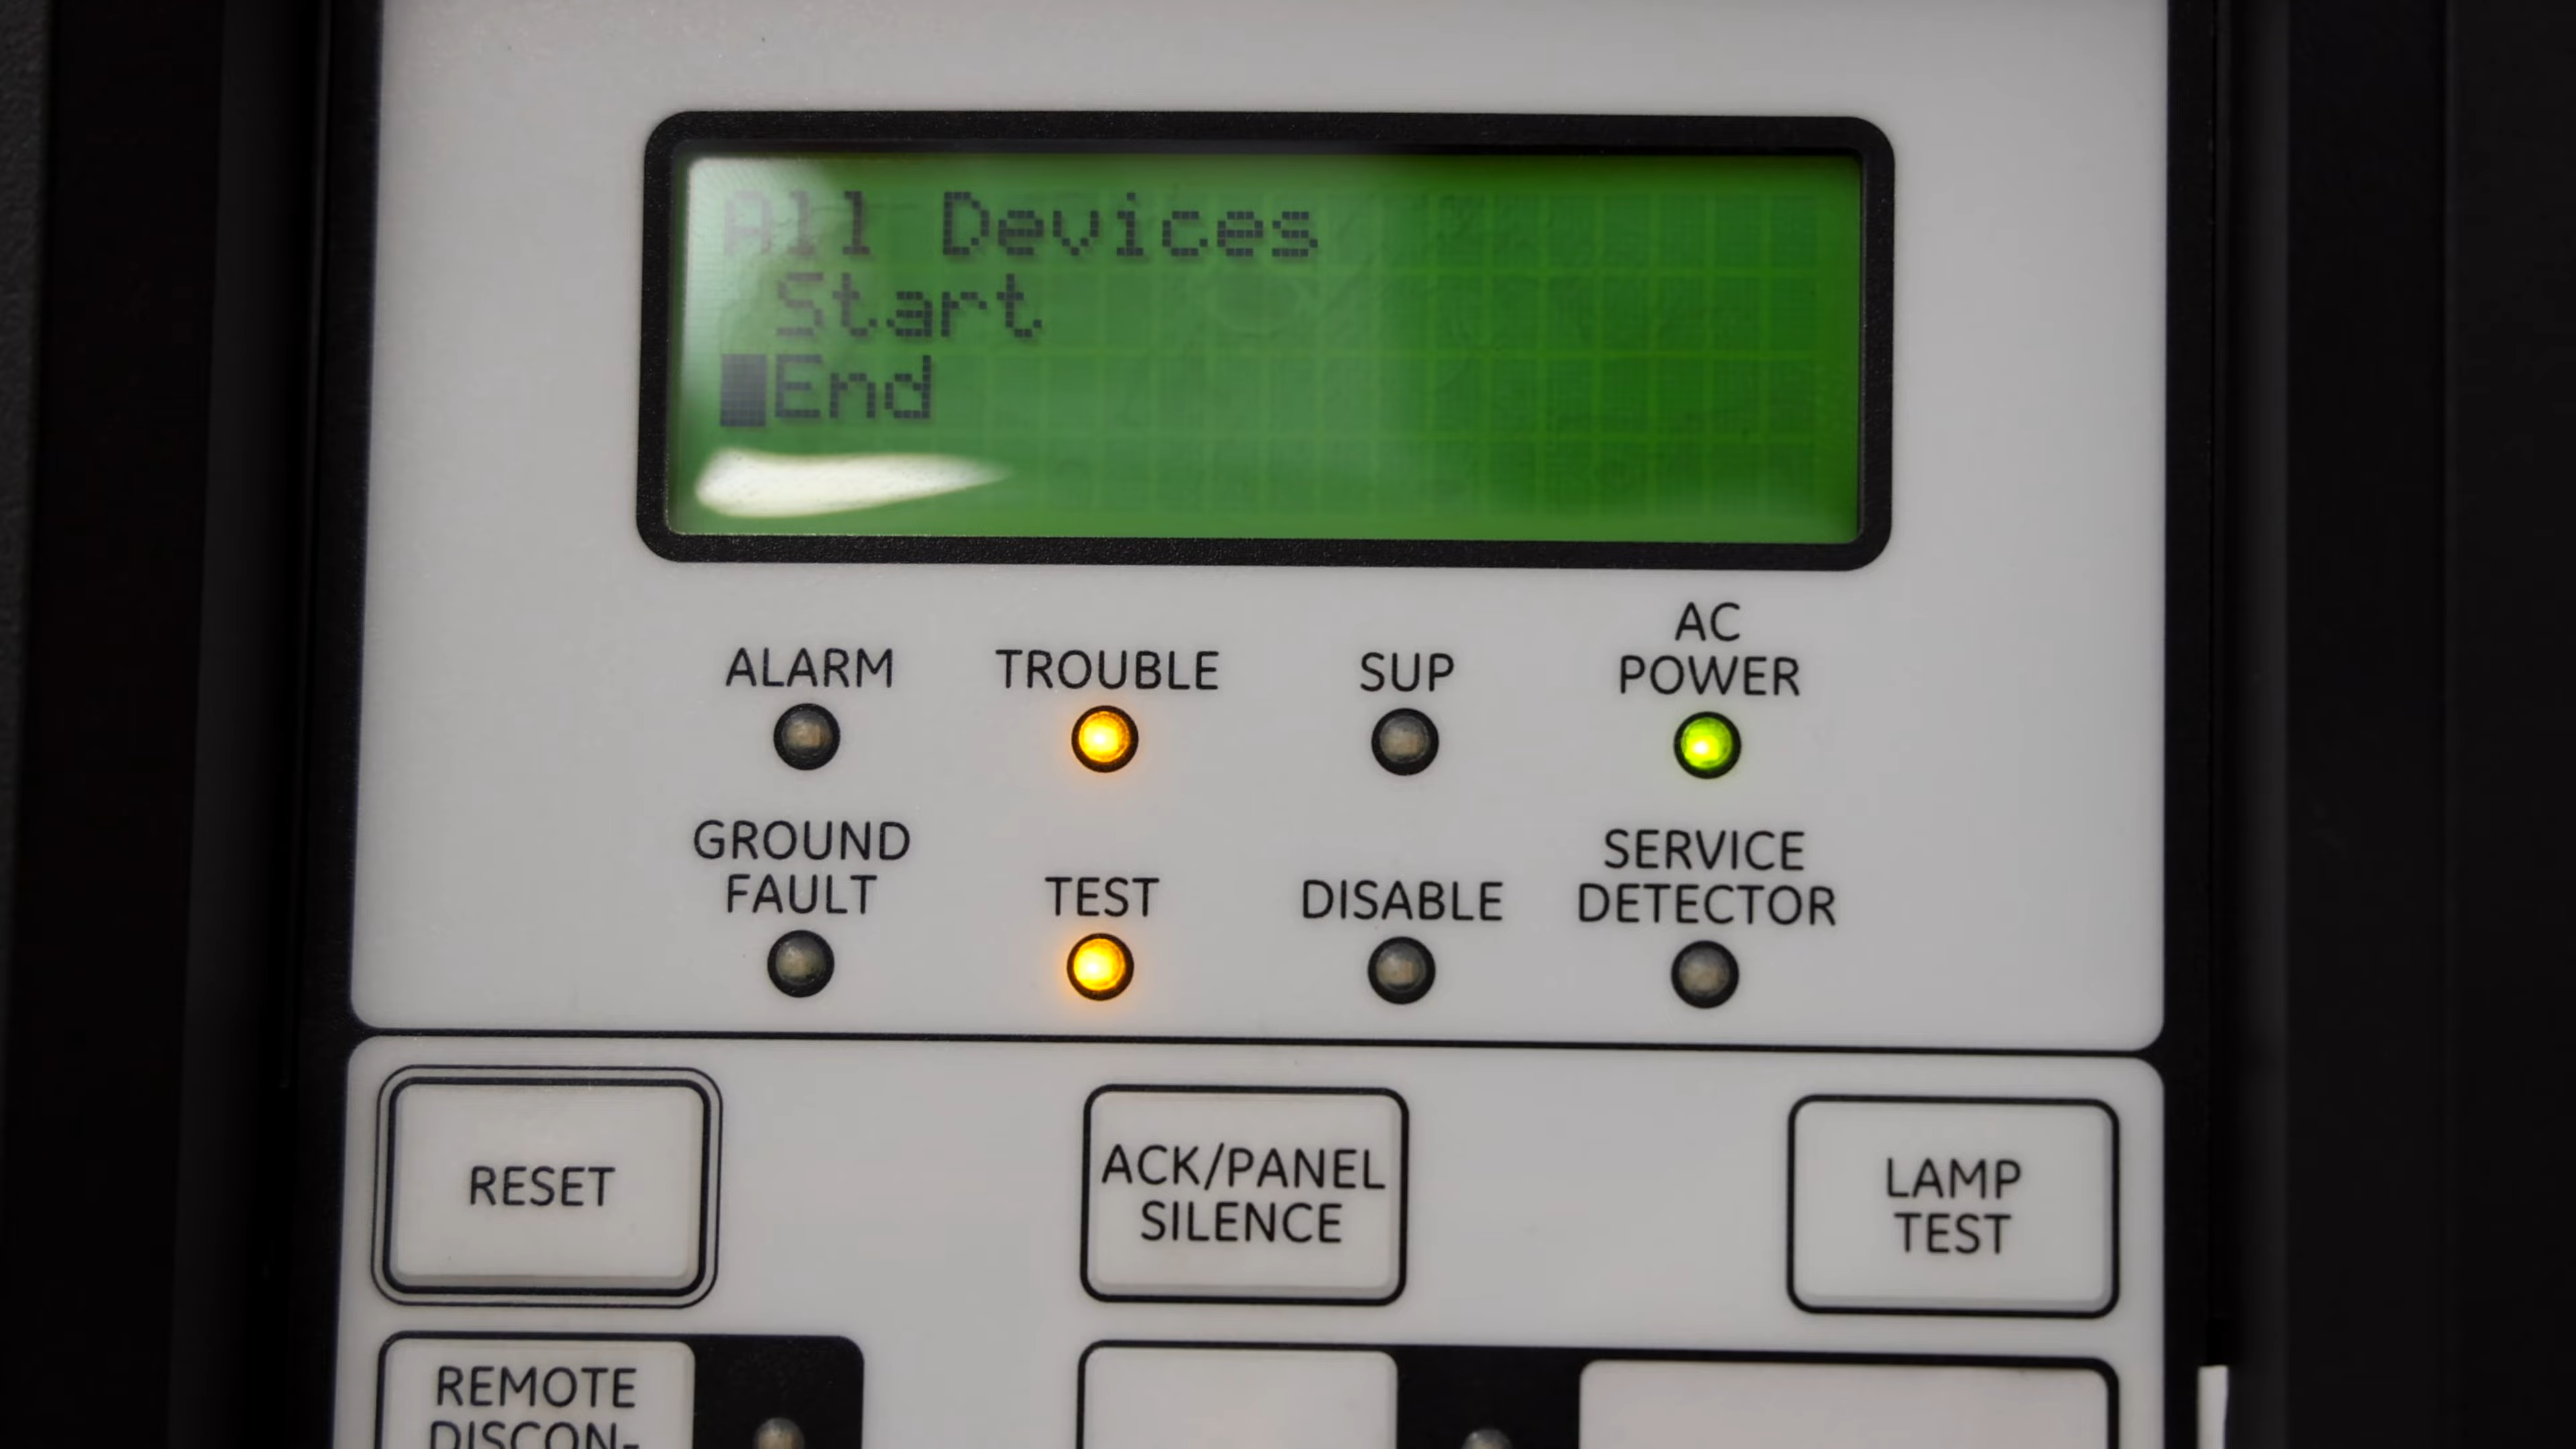 All Devices
Start
End
ALARM
TROUBLE
SUP
AC
POWER
GROUND
FAULT
TEST
DISABLE
SERVICE
DETECTOR
RESET
ACK/PANEL
SILENCE
LAMP
TEST
REMOTE
DISCON-